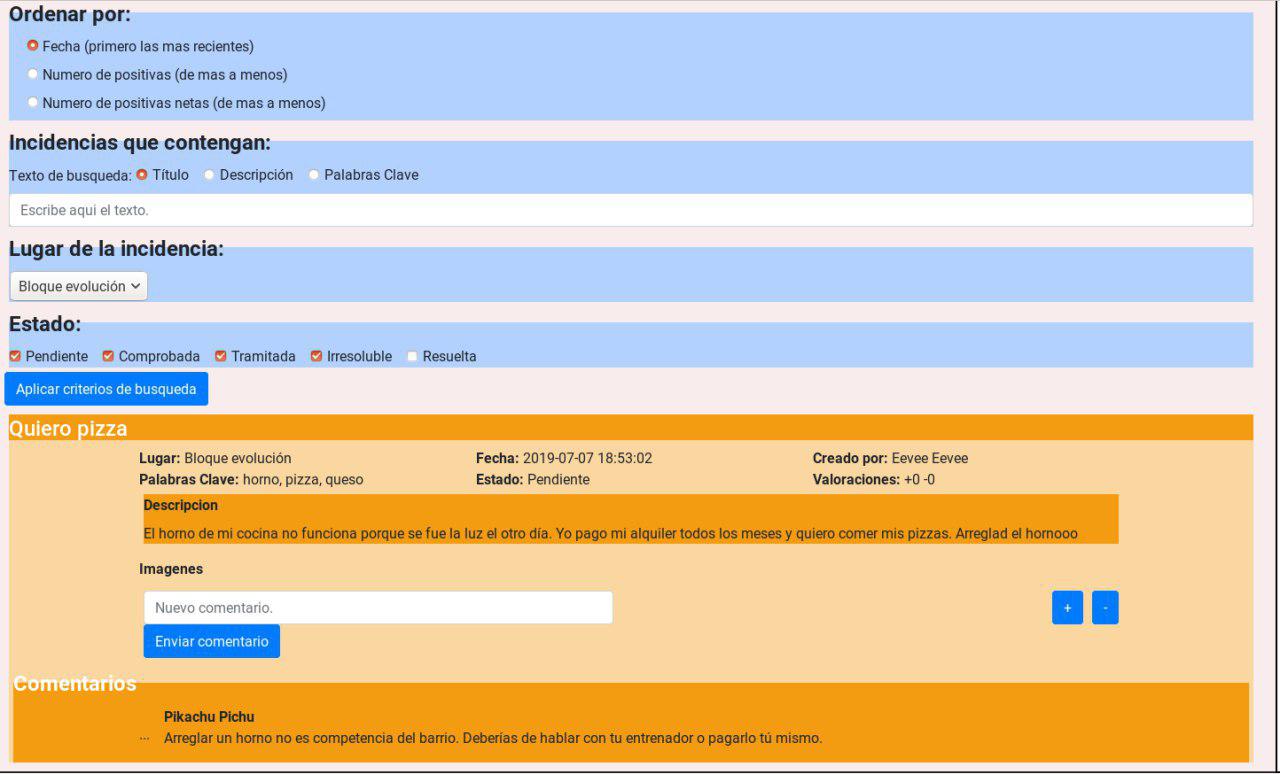 Ordenar por:
Fecha (primero las mas recientes)
Numero de positivas (de mas a menos)
Numero de positivas netas (de mas a menos)
Incidencias que contengan:
Texto de busqueda: Título Descripción Palabras Clave
Escribe aqui el texto.
Lugar de la incidencia:
Bloque evolución
Estado:
Pendiente Comprobada Tramitada Irresoluble Resuelta
Aplicar criterios de busqueda
Quiero pizza
Lugar: Bloque evolución Fecha: 2019-07-07 18:53:02 Creado por: Eevee Eevee
Palabras Clave: horno, pizza, queso Estado: Pendiente Valoraciones: +0 -0
Descripcion
El horno de mi cocina no funciona porque se fue la luz el otro día. Yo pago mi alquiler todos los meses y quiero comer mis pizzas. Arreglad el hornooo
Imagenes
Nuevo comentario. + -
Enviar comentario
Comentarios
Pikachu Pichu
... Arreglar un horno no es competencia del barrio. Deberías de hablar con tu entrenador o pagarlo tú mismo.